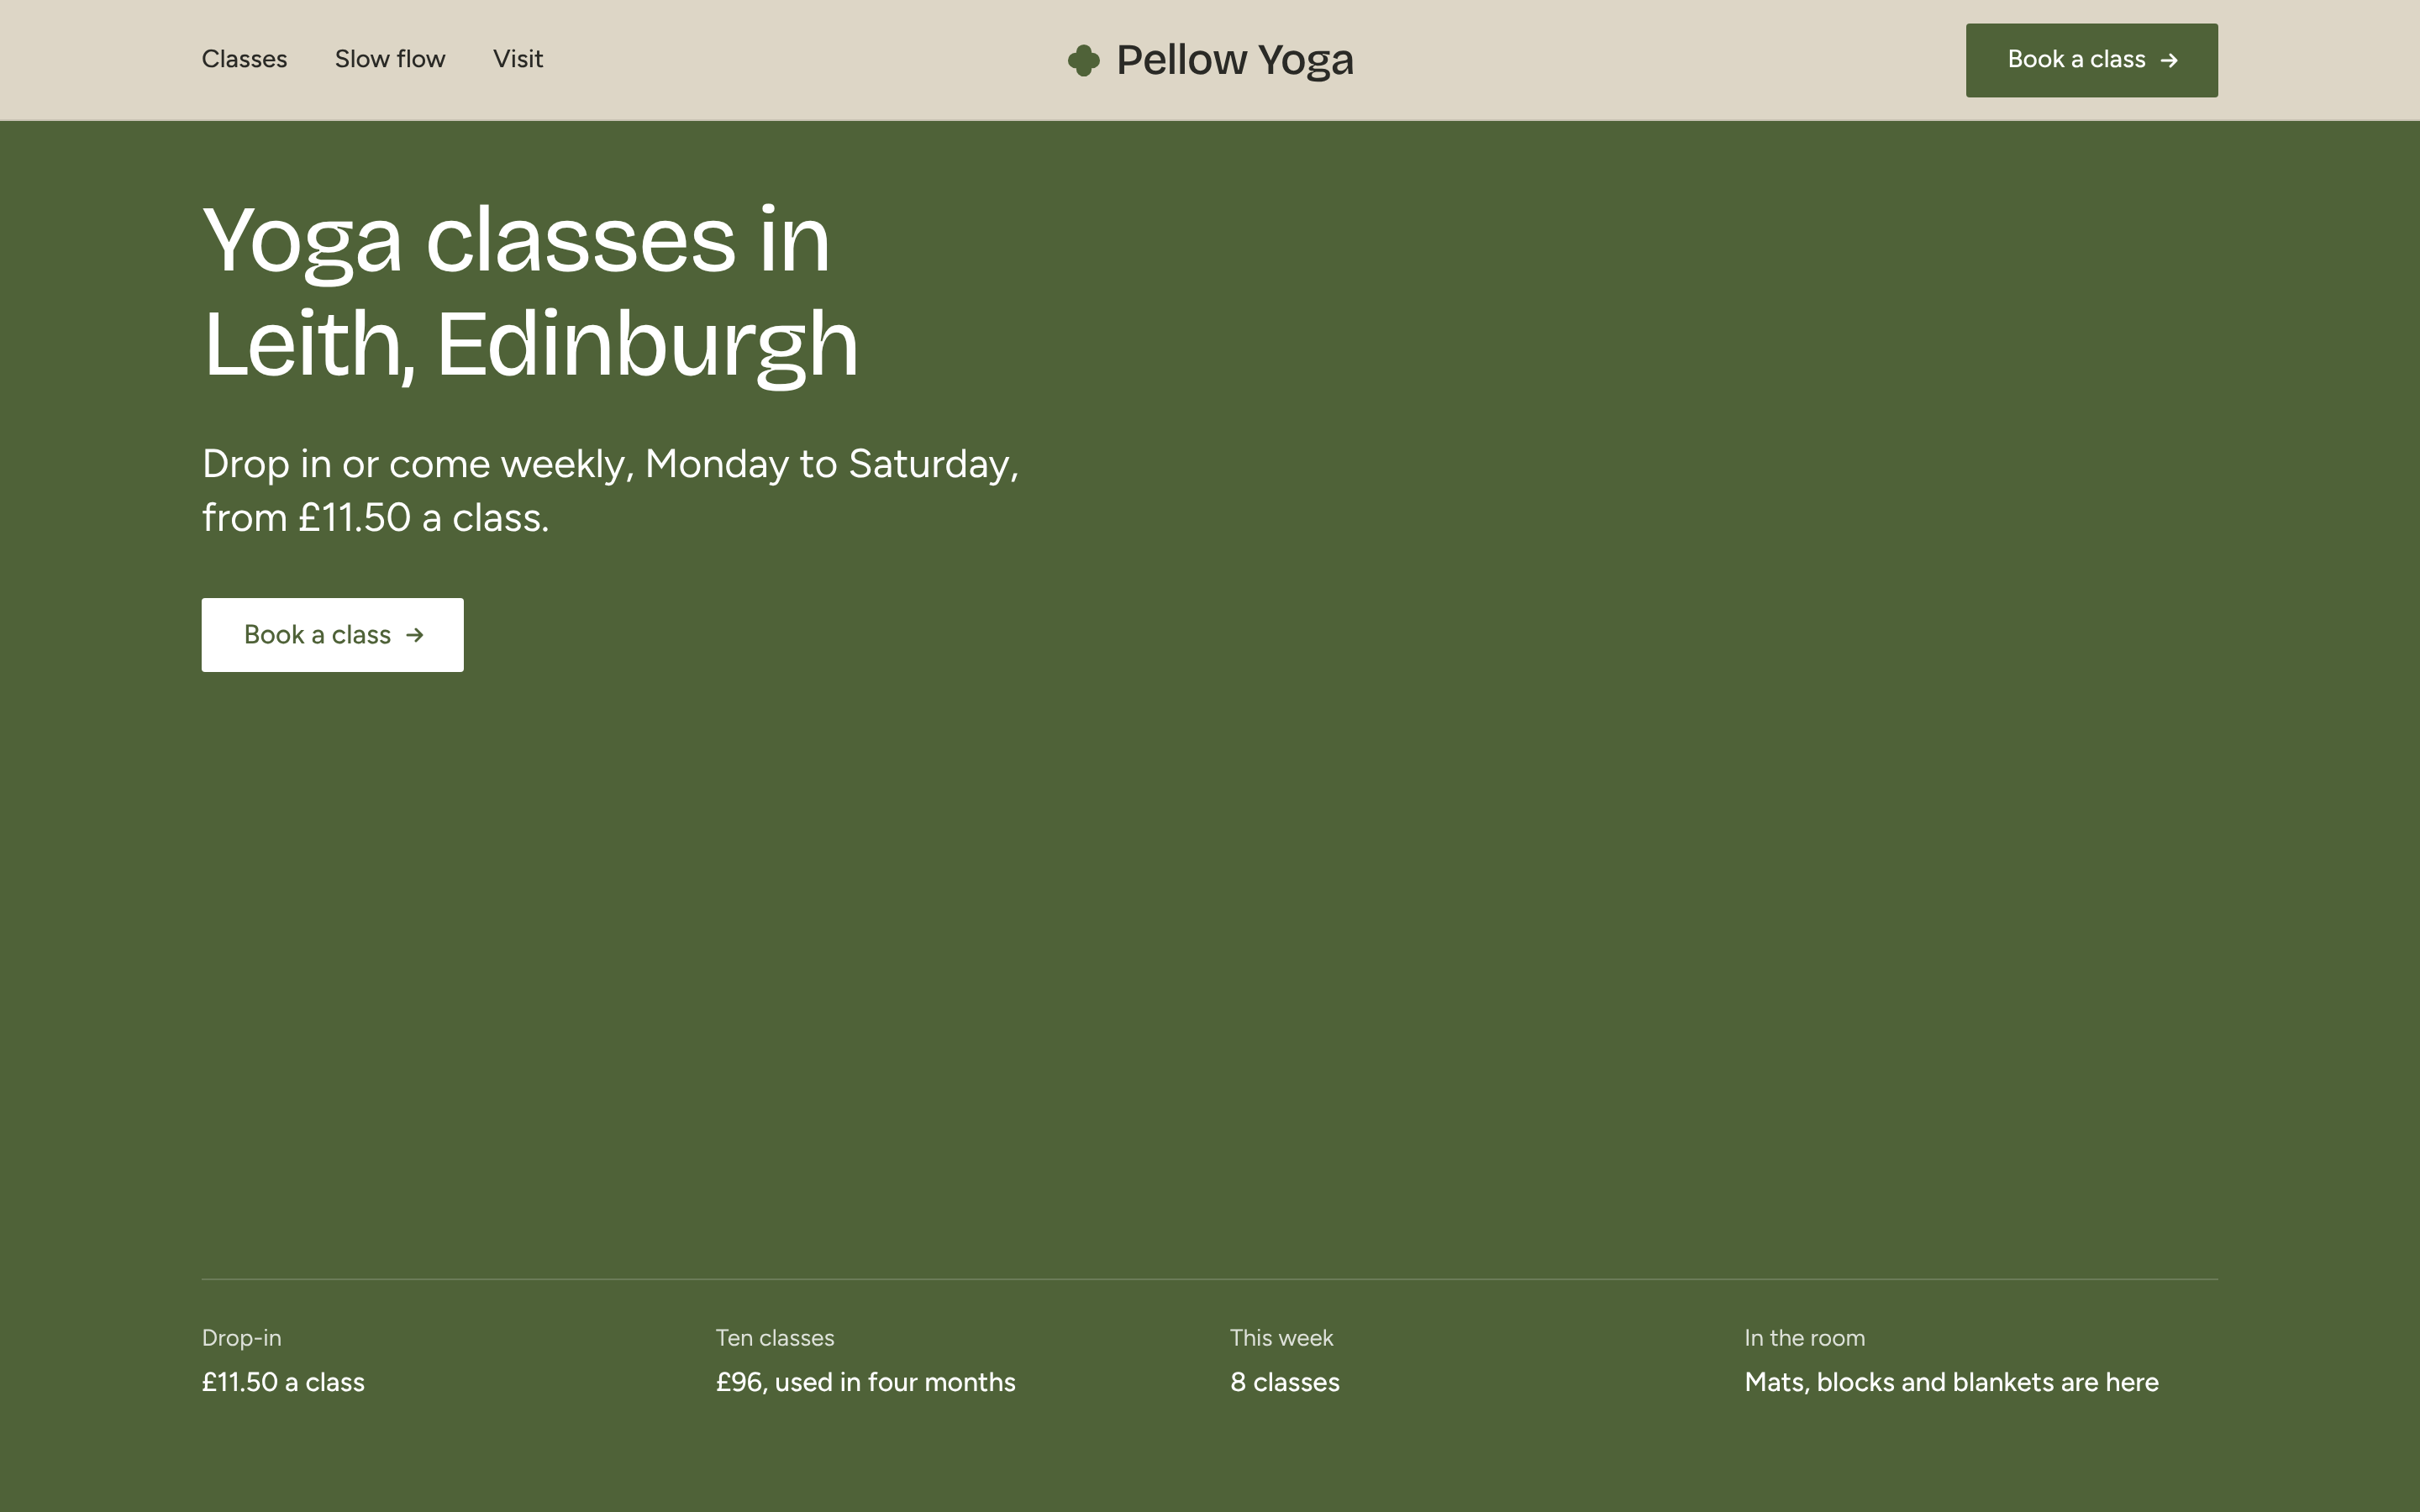 Classes
Slow flow
Visit
Pellow Yoga
Book a class
Yoga classes in
Leith, Edinburgh
Drop in or come weekly, Monday to Saturday,
from £11.50 a class.
Book a class
Drop-in
£11.50 a class
Ten classes
£96, used in four months
This week
8 classes
In the room
Mats, blocks and blankets are here